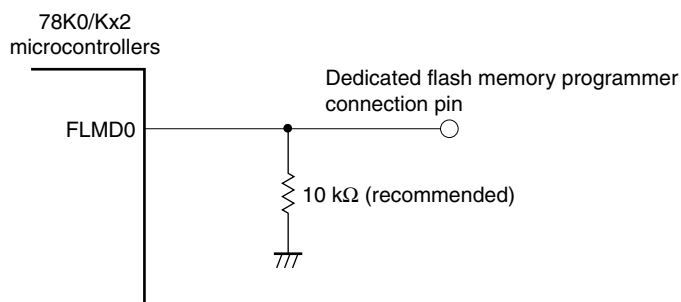 78K0/Kx2
microcontrollers
Dedicated flash memory programmer
connection pin
FLMD0
10 kΩ (recommended)